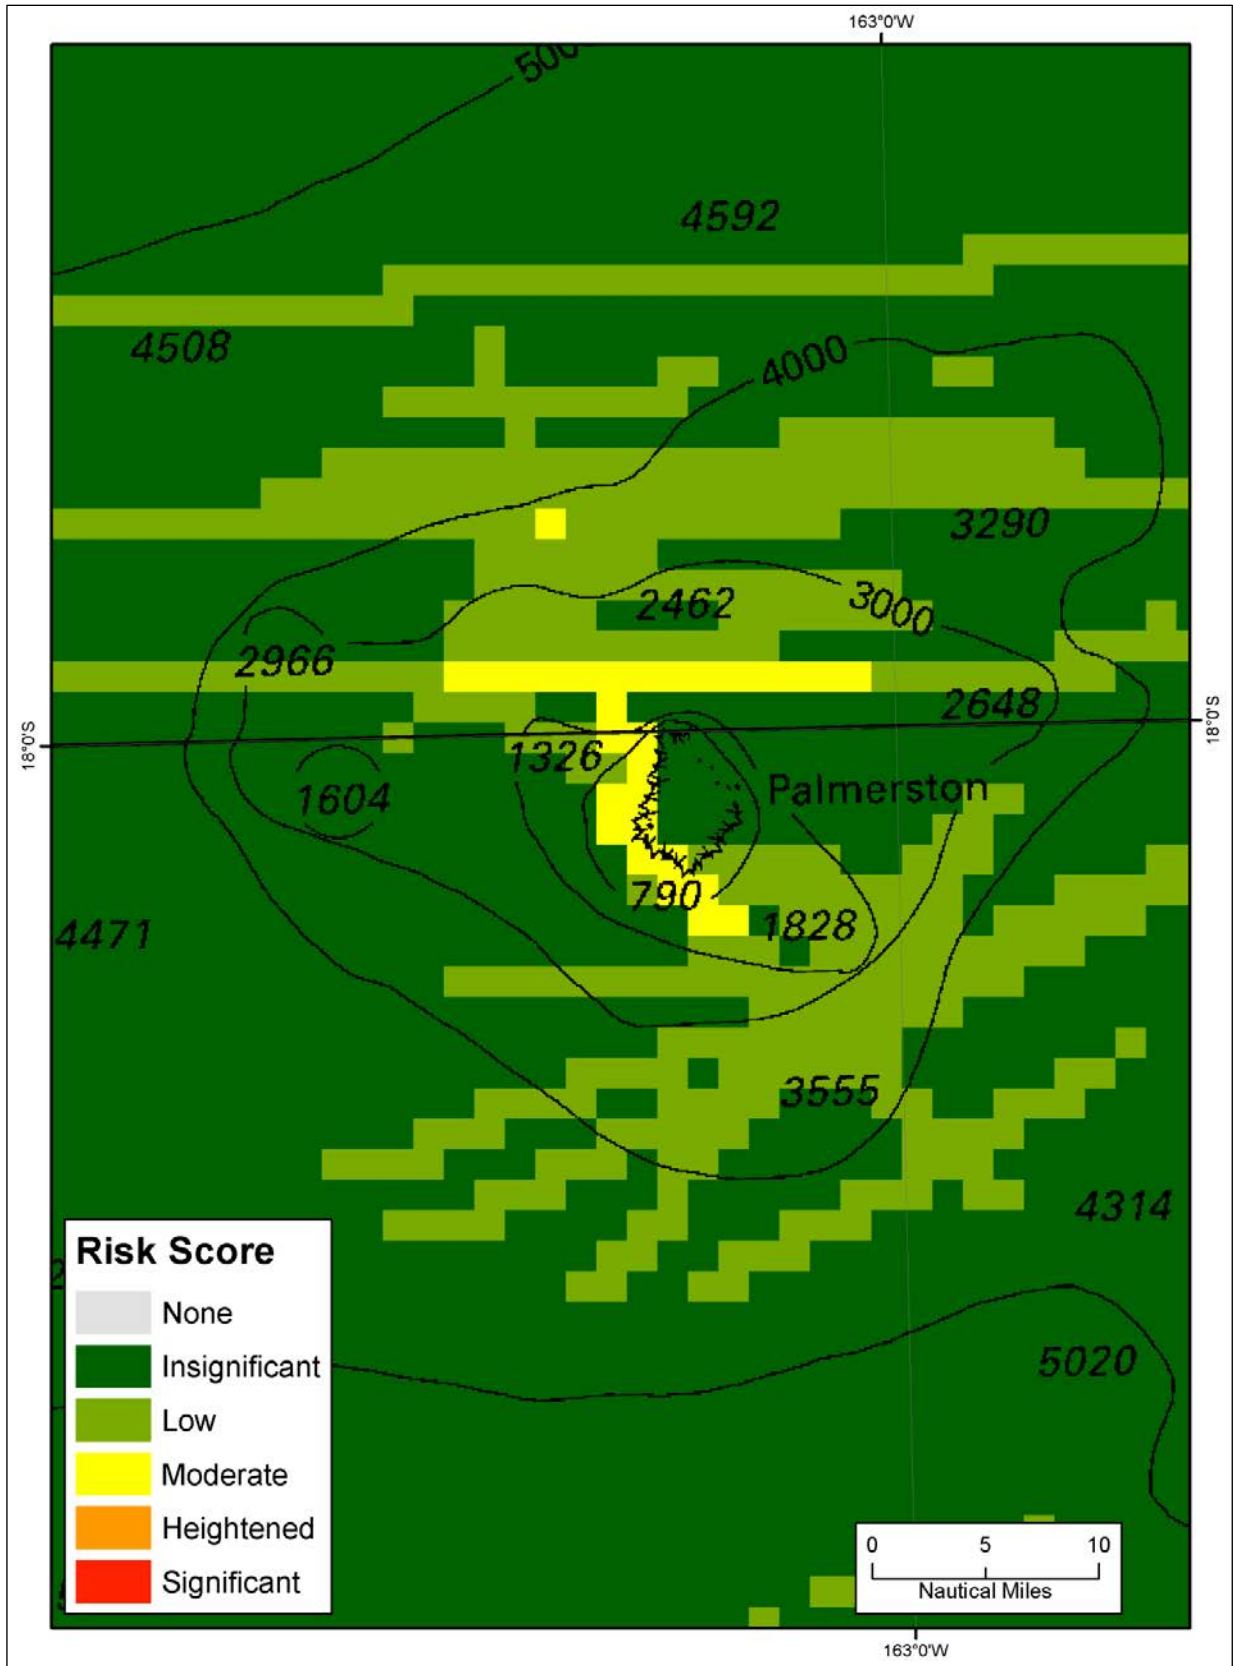 163°0'W
4592
4508
4000
3290
2462
3000
2966
2648
18°0'S
18°0'S
1326
1604
Palmerston
790
1828
4471
3555
4314
5020
Risk Score
None
Insignificant
Low
Moderate
Heightened
Significant
0 5 10
Nautical Miles
163°0'W